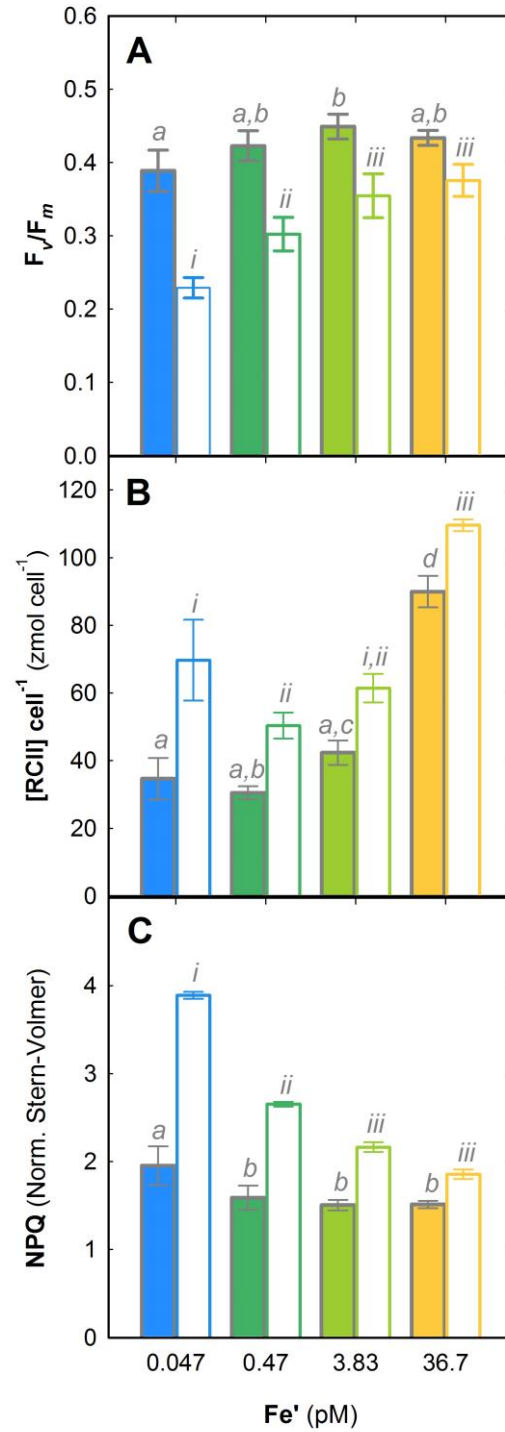 0.6
A
b
a,b
a,b
a
0.5
iii
iii
0.4
ii
0.3
i
0.2
0.1
0.0
Fv/Fm
120
B
iii
100
d
i
80
i,ii
60
ii
a
a,c
40
a,b
20
0
[RCII] cell⁻¹ (zmol cell⁻¹)
C
i
4
3
ii
iii
iii
a
2
b
b
b
1
0
NPQ (Norm. Stern-Volmer)
0.047 0.47 3.83 36.7
Fe' (pM)